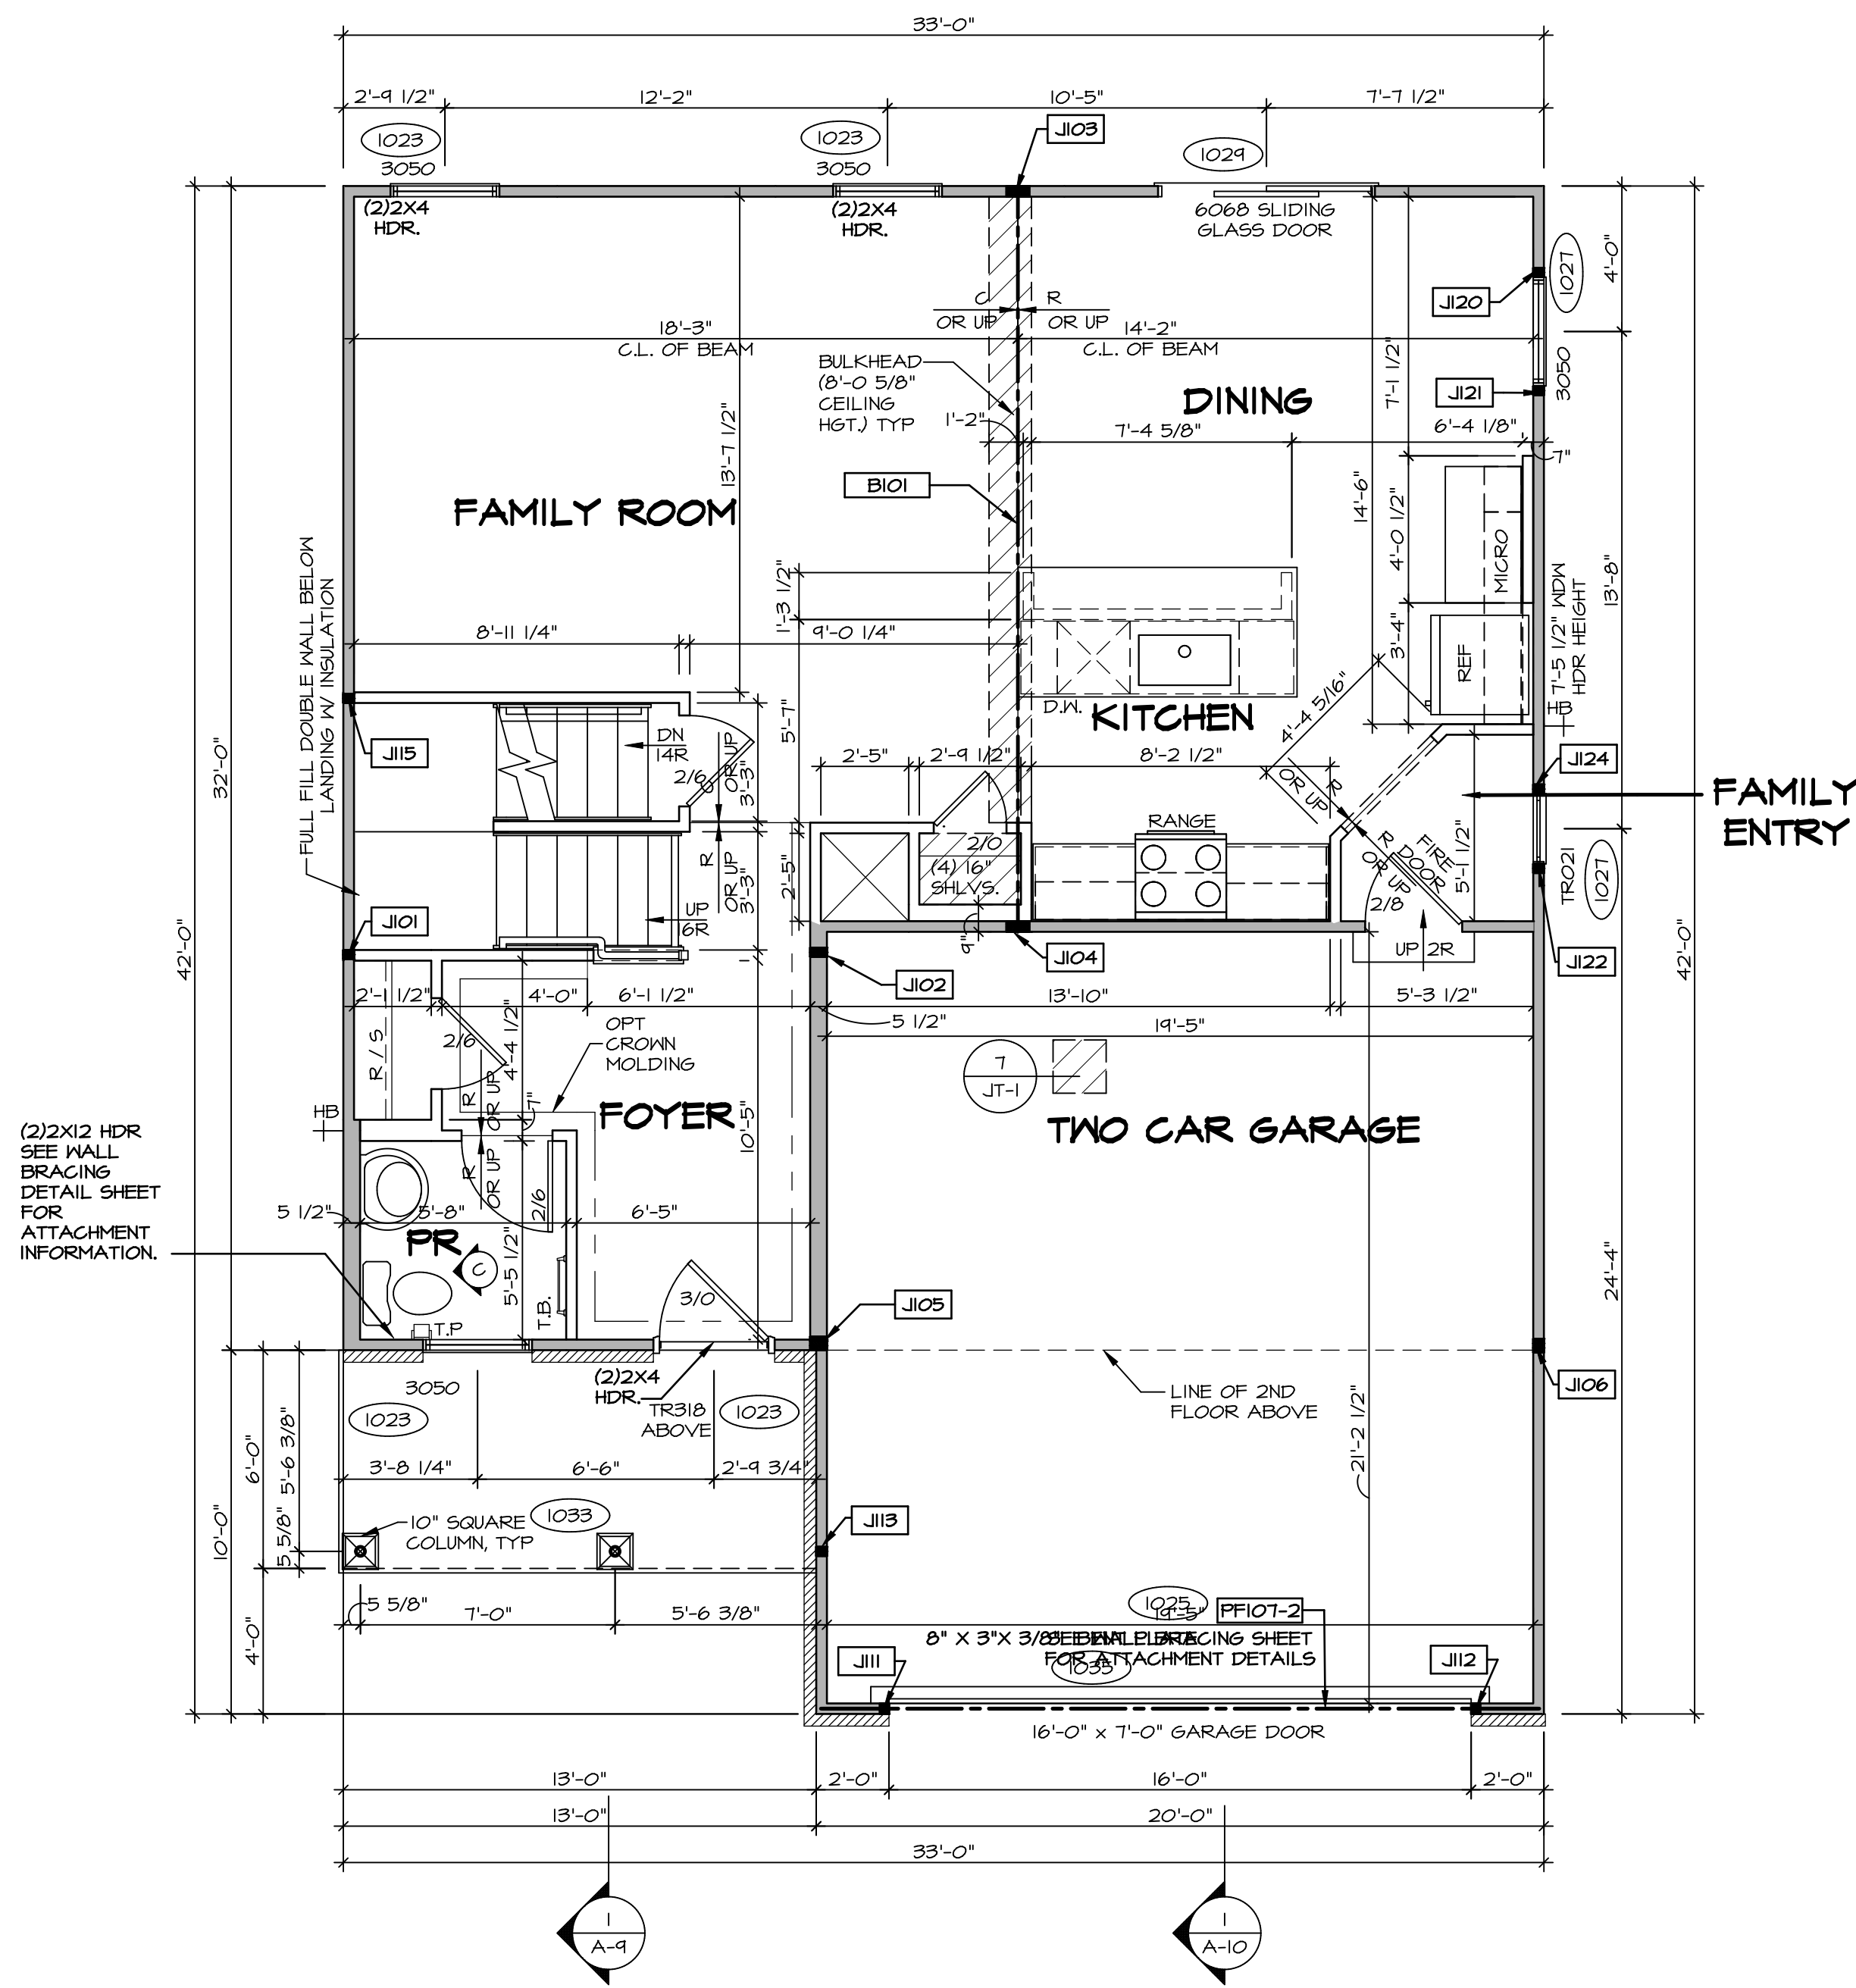 33'-0"
2'-9 1/2"
12'-2"
10'-5"
7'-7 1/2"
1023
1023
1029
J103
3050
3050
(2)2X4
HDR.
(2)2X4
HDR.
6068 SLIDING
GLASS DOOR
1027
4'-0"
J120
C
R
OR UP
OR UP
18'-3"
C.L. OF BEAM
14'-2"
C.L. OF BEAM
BULKHEAD
(8'-0 5/8"
CEILING
HGT.) TYP
7'-1 1/2"
3050
J121
DINING
1'-2"
7'-4 5/8"
6'-4 1/8"
7"
13'-7 1/2"
B101
FAMILY ROOM
14'-6"
4'-0 1/2"
MICRO
13'-8"
FULL FILL DOUBLE WALL BELOW
LANDING W/ INSULATION
1'-3 1/2"
8'-11 1/4"
9'-0 1/4"
3'-4"
REF
7'-5 1/2" WDW
HDR HEIGHT
HB
D.W.
KITCHEN
4'-4 5/16"
5'-7"
J115
DN
14R
2/6
C
OR UP
3'-3"
2'-5"
2'-9 1/2"
8'-2 1/2"
R
OR UP
J124
FAMILY
ENTRY
32'-0"
RANGE
2/0
(4) 16"
SHLVS.
2'-5"
R
OR UP
3'-3"
R
OR UP
FIRE
DOOR
5'-1 1/2"
TR021
1027
2/8
J101
UP
6R
9"
UP 2R
J104
J122
42'-0"
42'-0"
J102
2'-1 1/2"
4'-0"
6'-1 1/2"
13'-10"
5'-3 1/2"
5 1/2"
19'-5"
R / S
2/6
4'-4 1/2"
OPT
CROWN
MOLDING
7
JT-1
R
OR UP
7"
FOYER
10'-5"
TWO CAR GARAGE
HB
(2)2X12 HDR
SEE WALL
BRACING
DETAIL SHEET
FOR
ATTACHMENT
INFORMATION.
R
OR UP
2/6
5 1/2"
5'-8"
6'-5"
PR
C
5'-5 1/2"
T.B.
24'-4"
3/0
J105
T.P
(2)2X4
HDR.
3050
1023
TR318
ABOVE
1023
LINE OF 2ND
FLOOR ABOVE
J106
21'-2 1/2"
6'-0"
5'-6 3/8"
3'-8 1/4"
6'-6"
2'-9 3/4"
10'-0"
5 5/8"
10" SQUARE
COLUMN, TYP
1033
J113
5 5/8"
7'-0"
5'-6 3/8"
1025
19'-5"
PF107-2
4'-0"
8" X 3"X 3/8"
BRACING SHEET
FOR ATTACHMENT DETAILS
1035
J111
J112
16'-0" x 7'-0" GARAGE DOOR
13'-0"
2'-0"
16'-0"
2'-0"
13'-0"
20'-0"
33'-0"
1
A-9
1
A-10